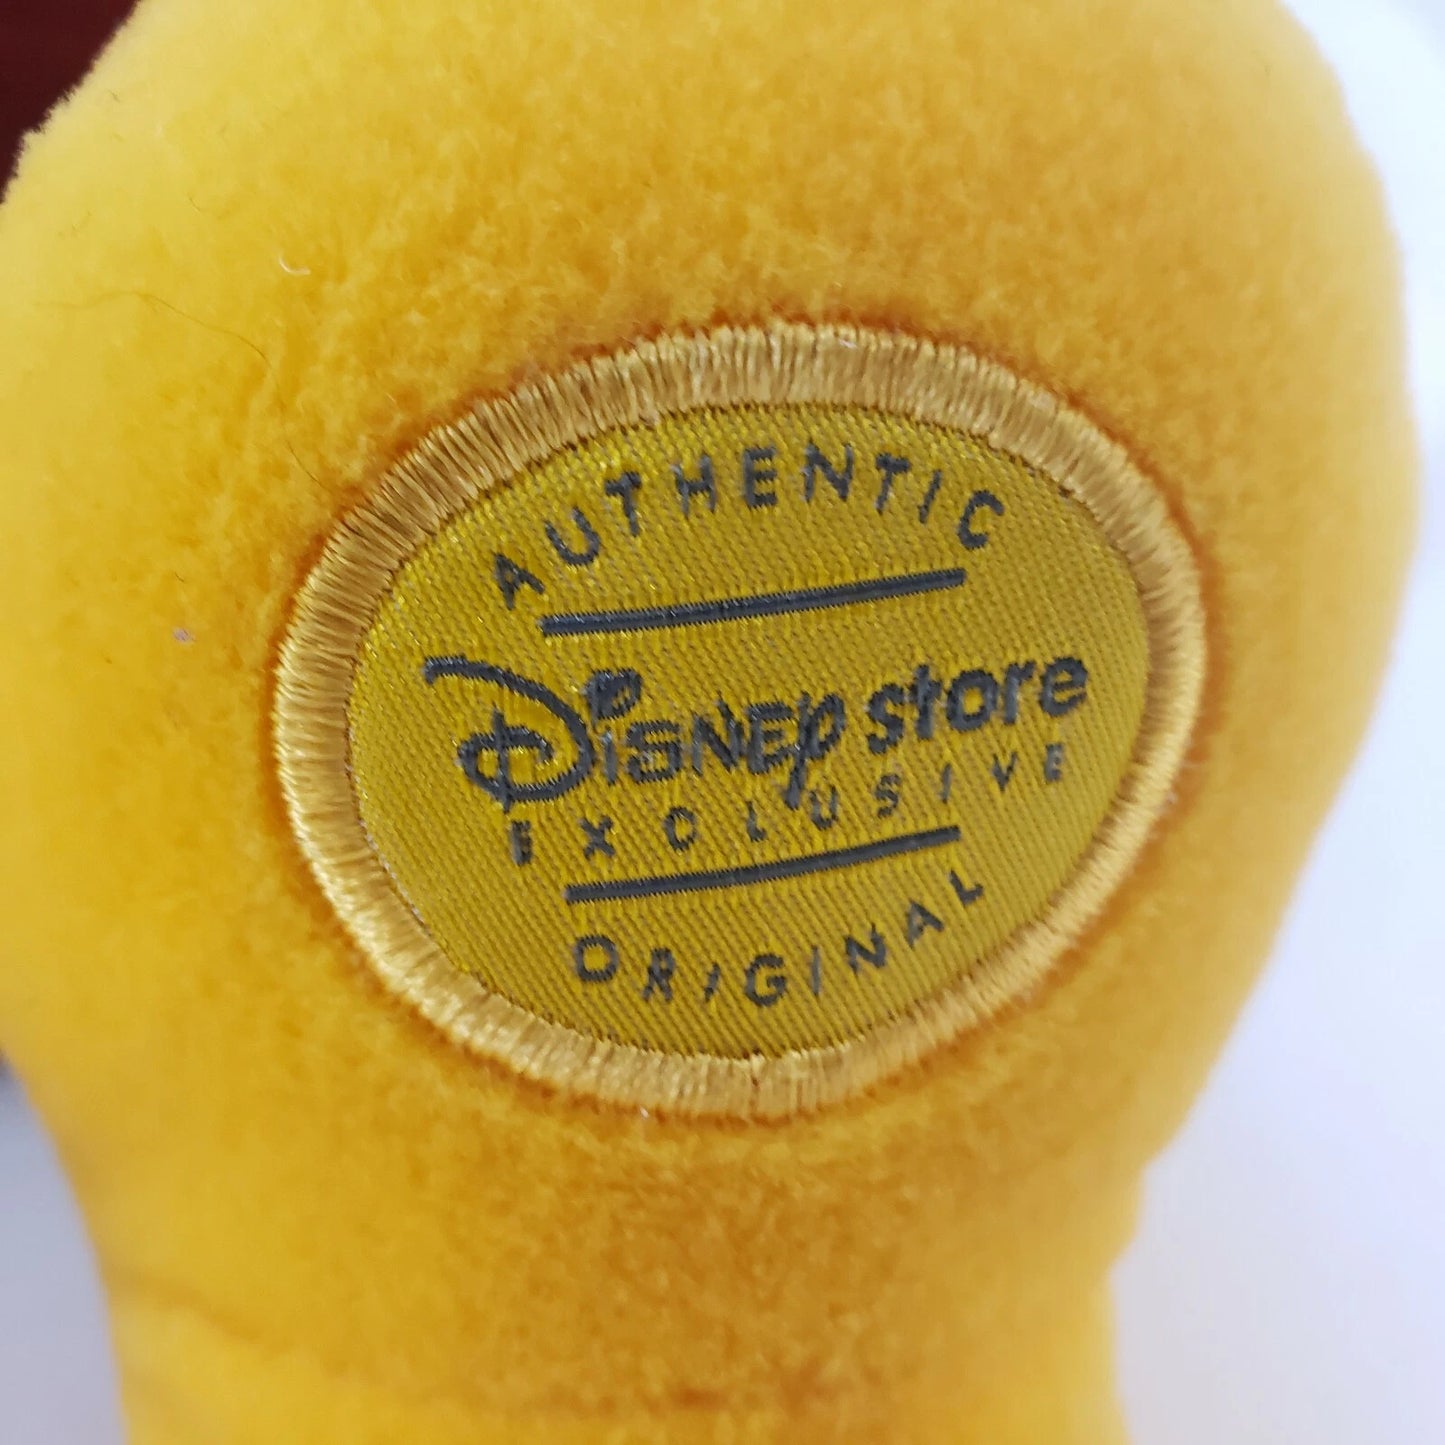 AUTHENTIC
Disney store
EXCLUSIVE
ORIGINAL